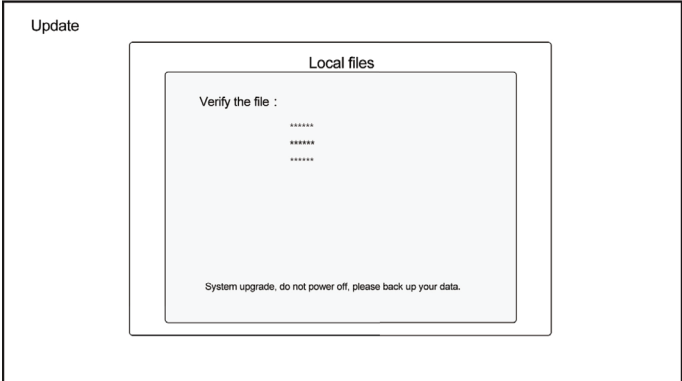 Update
Local files
Verify the file :
******
******
******
System upgrade, do not power off, please back up your data.